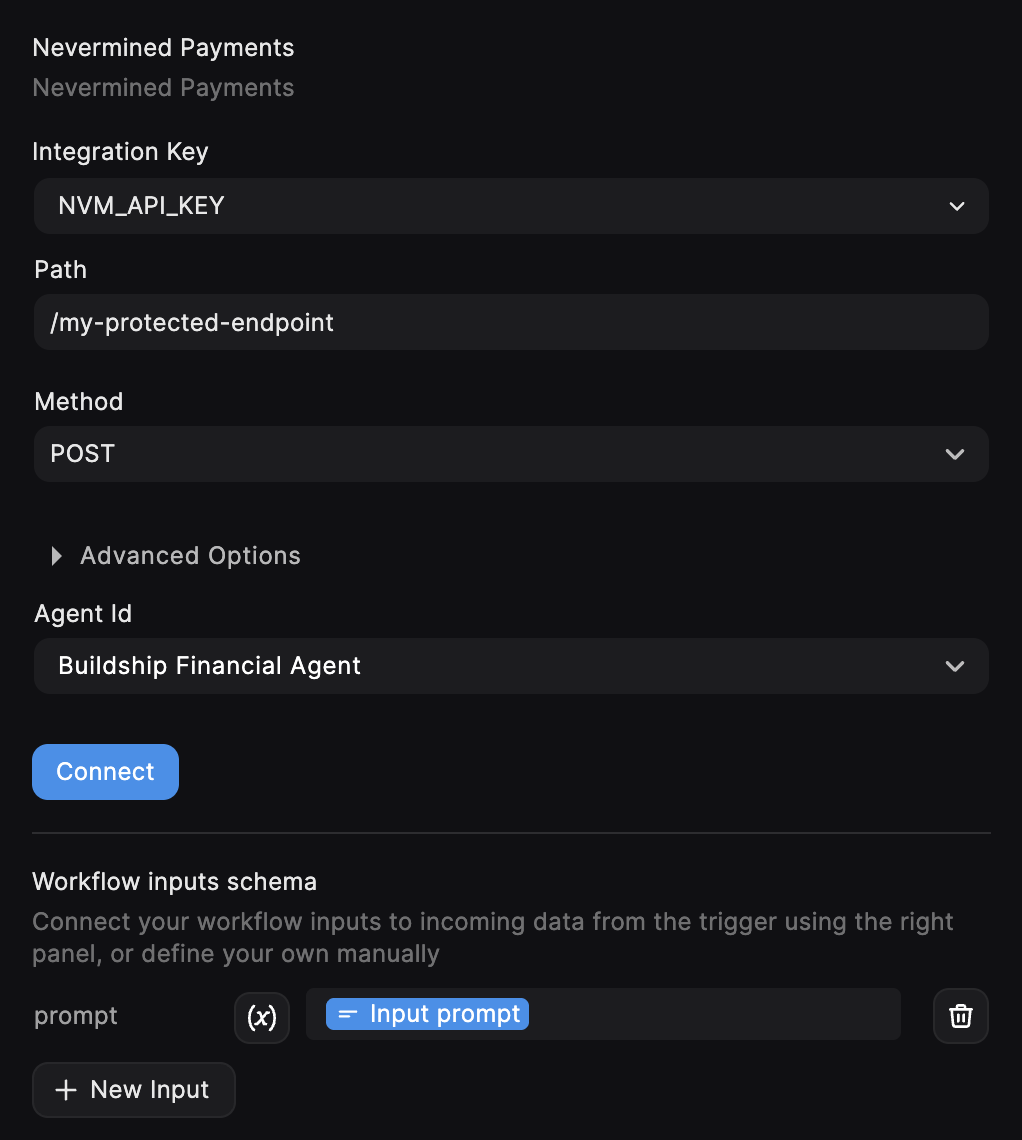 Nevermined Payments
Nevermined Payments
Integration Key
NVM_API_KEY
Path
/my-protected-endpoint
Method
POST
Advanced Options
Agent Id
Buildship Financial Agent
Connect
Workflow inputs schema
Connect your workflow inputs to incoming data from the trigger using the right
panel, or define your own manually
prompt (x) Input prompt
+ New Input